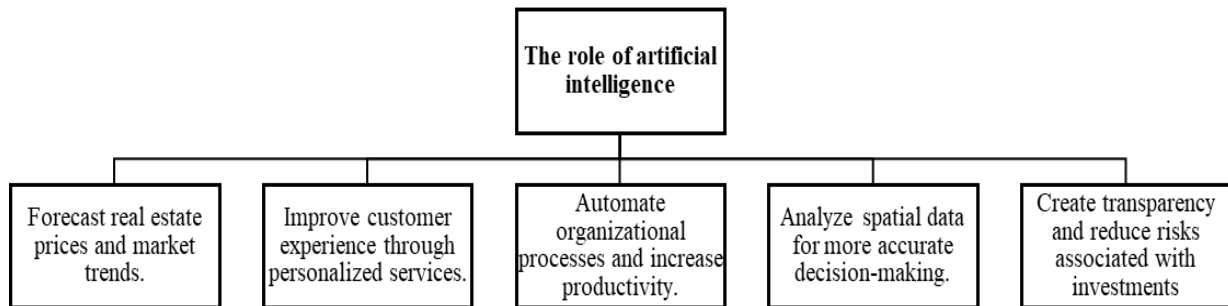 The role of artificial
intelligence
Forecast real estate
prices and market
trends.
Improve customer
experience through
personalized services.
Automate
organizational
processes and increase
productivity.
Analyze spatial data
for more accurate
decision-making.
Create transparency
and reduce risks
associated with
investments